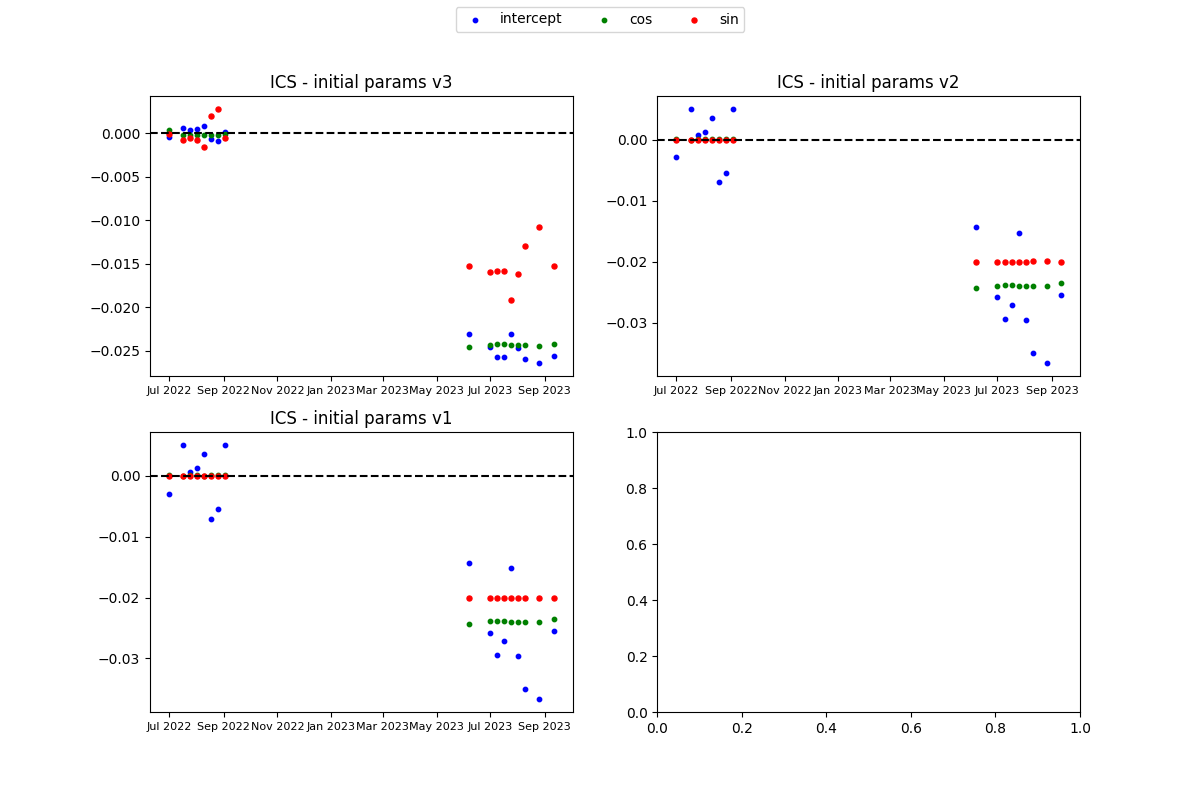 intercept cos sin
ICS - initial params v3
0.000
−0.005
−0.010
−0.015
−0.020
−0.025
Jul 2022 Sep 2022 Nov 2022 Jan 2023 Mar 2023 May 2023 Jul 2023 Sep 2023
ICS - initial params v2
0.00
−0.01
−0.02
−0.03
Jul 2022 Sep 2022 Nov 2022 Jan 2023 Mar 2023 May 2023 Jul 2023 Sep 2023
ICS - initial params v1
0.00
−0.01
−0.02
−0.03
Jul 2022 Sep 2022 Nov 2022 Jan 2023 Mar 2023 May 2023 Jul 2023 Sep 2023
1.0
0.8
0.6
0.4
0.2
0.0
0.0 0.2 0.4 0.6 0.8 1.0